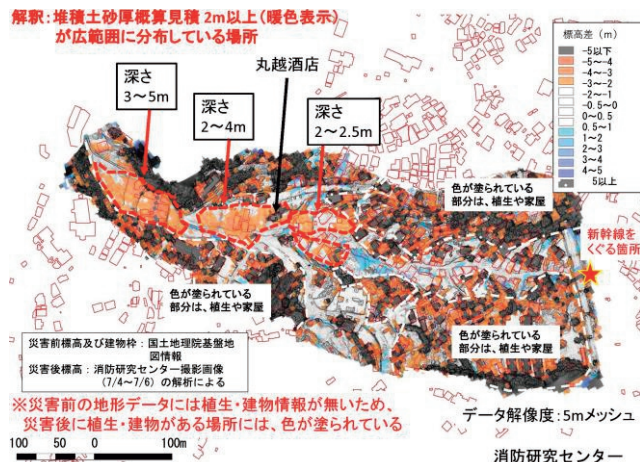 解釈:堆積土砂厚概算見積 2m以上(暖色表示)
が広範囲に分布している場所
深さ
3~5m
深さ
2~4m
丸越酒店
深さ
2~2.5m
標高差(m)
-5以下
-5~-4
-4~-3
-3~-2
-2~-1
-0.5~0
0~0.5
0.5~1
1~2
2~3
3~4
4~5
5以上
色が塗られている
部分は、植生や家屋
新幹線を
くぐる箇所
色が塗られている
部分は、植生や家屋
色が塗られている
部分は、植生や家屋
災害前標高及び建物枠:国土地理院基盤地
図情報
災害後標高:消防研究センター撮影画像
(7/4~7/6)の解析による
※災害前の地形データには植生・建物情報が無いため、
災害後に植生・建物がある場所には、色が塗られている
データ解像度:5mメッシュ
100 50 0 100m
消防研究センター